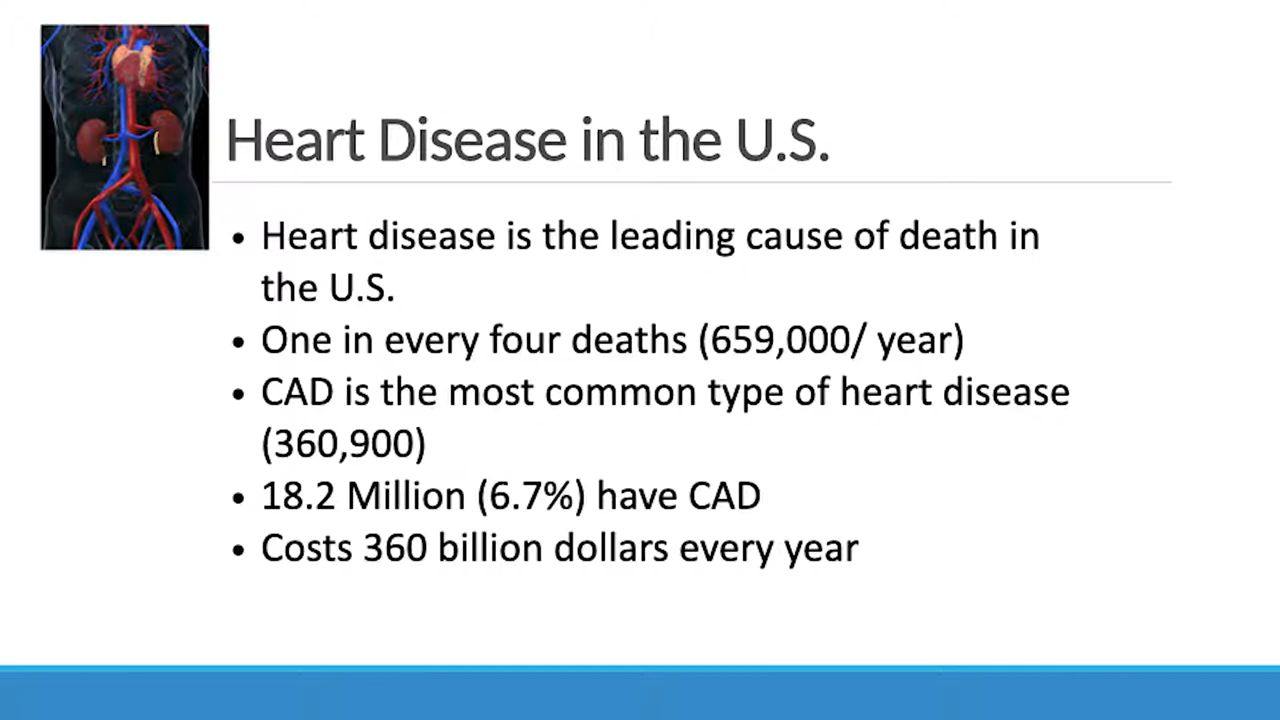 Heart Disease in the U.S.
• Heart disease is the leading cause of death in
the U.S.
• One in every four deaths (659,000/ year)
• CAD is the most common type of heart disease
(360,900)
• 18.2 Million (6.7%) have CAD
• Costs 360 billion dollars every year